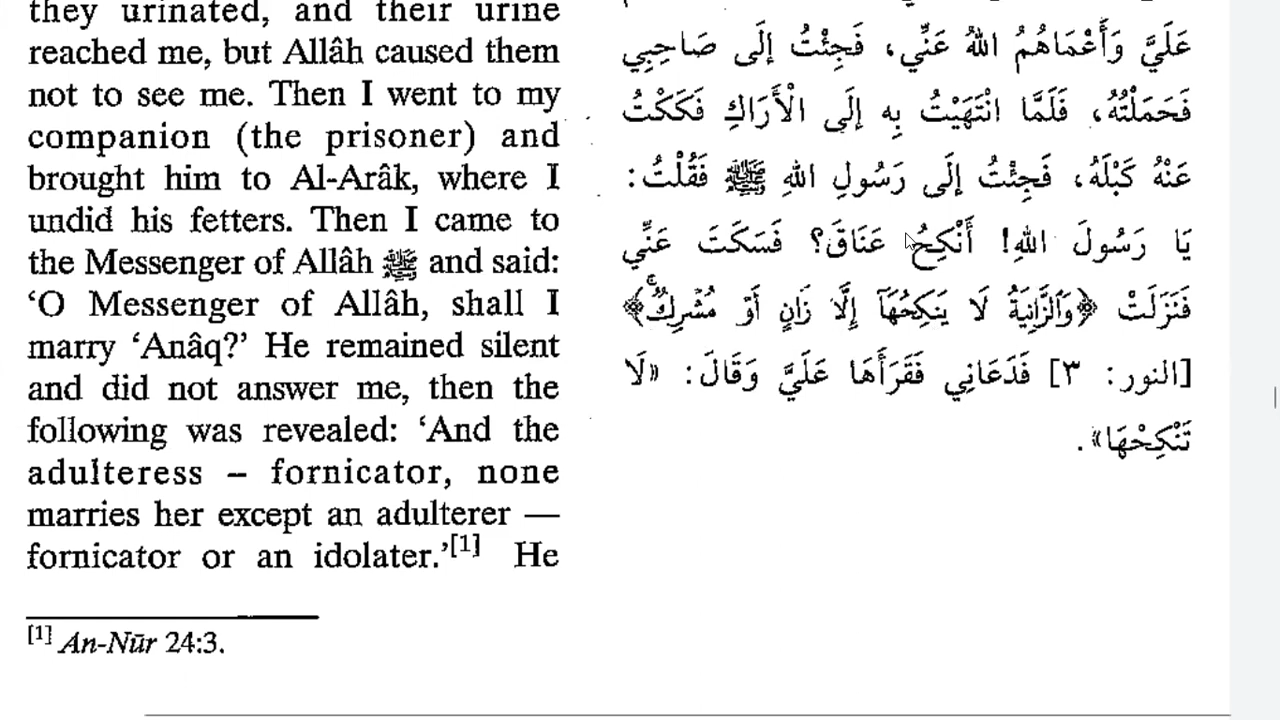 they urinated, and their urine
reached me, but Allâh caused them
not to see me. Then I went to my
companion (the prisoner) and
brought him to Al-Arâk, where I
undid his fetters. Then I came to
the Messenger of Allâh ﷺ and said:
‘O Messenger of Allâh, shall I
marry ‘Anâq?’ He remained silent
and did not answer me, then the
following was revealed: ‘And the
adulteress – fornicator, none
marries her except an adulterer —
fornicator or an idolater.’[1] He
[1] An-Nūr 24:3.
عَلَيَّ وَأَعْمَاهُمُ اللهُ عَنِّي، فَجِئْتُ إِلَى صَاحِبِي
فَحَمَلْتُهُ، فَلَمَّا انْتَهَيْتُ بِهِ إِلَى الْأَرَاكِ فَكَكْتُ
عَنْهُ كَبْلَهُ، فَجِئْتُ إِلَى رَسُولِ اللهِ ﷺ فَقُلْتُ:
يَا رَسُولَ اللهِ! أَنْكِحُ عَنَاقَ؟ فَسَكَتَ عَنِّي
فَنَزَلَتْ ﴿وَٱلزَّانِيَةُ لَا يَنكِحُهَآ إِلَّا زَانٍ أَوْ مُشْرِكٌۚ﴾
[النور: ٣] فَدَعَانِي فَقَرَأَهَا عَلَيَّ وَقَالَ: «لَا
تَنْكِحْهَا».